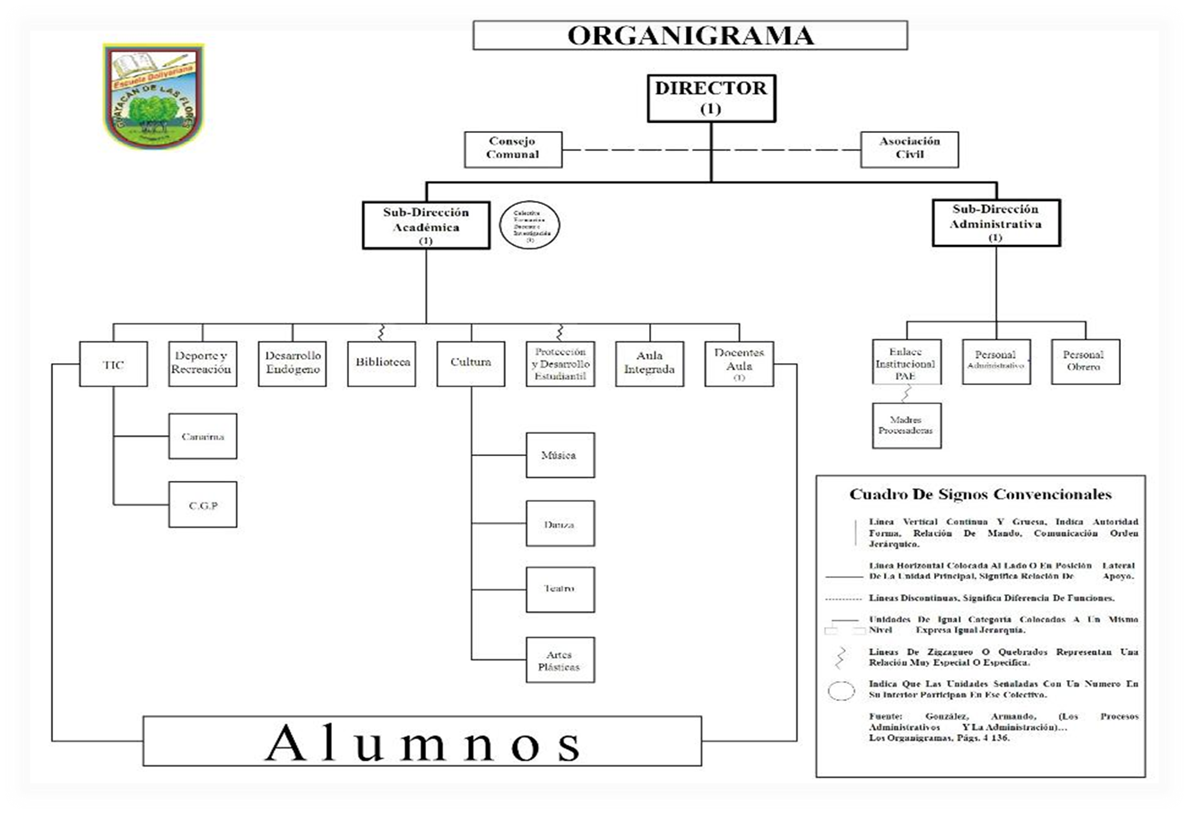 ORGANIGRAMA
Escuela Bolivariana
GUAYACAN DE LAS FLORES
DIRECTOR
(1)
Consejo
Comunal
Asociación
Civil
Sub-Dirección
Académica
(1)
Colectivo
Formación
Docente e
Investigación
(1)
Sub-Dirección
Administrativa
(1)
TIC
Deporte y
Recreación
Desarrollo
Endógeno
Biblioteca
Cultura
Protección
y Desarrollo
Estudiantil
Aula
Integrada
Docentes
Aula
(1)
Enlace
Institucional
PAE
Personal
Administrativo
Personal
Obrero
Madres
Procesadoras
Canaima
C.G.P
Música
Danza
Teatro
Artes
Plásticas
Alumnos
Cuadro De Signos Convencionales
Línea Vertical Continua Y Gruesa, Indica Autoridad
Forma, Relación De Mando, Comunicación Orden
Jerárquico.
Línea Horizontal Colocada Al Lado O En Posición Lateral
De La Unidad Principal, Significa Relación De Apoyo.
Líneas Discontinuas, Significa Diferencia De Funciones.
Unidades De Igual Categoría Colocadas A Un Mismo
Nivel Expresa Igual Jerarquía.
Líneas De Zigzagueo O Quebrados Representan Una
Relación Muy Especial O Específica.
Indica Que Las Unidades Señaladas Con Un Numero En
Su Interior Participan En Ese Colectivo.
Fuente: González, Armando, (Los Procesos
Administrativos Y La Administración)...
Los Organigramas, Págs. 4 136.